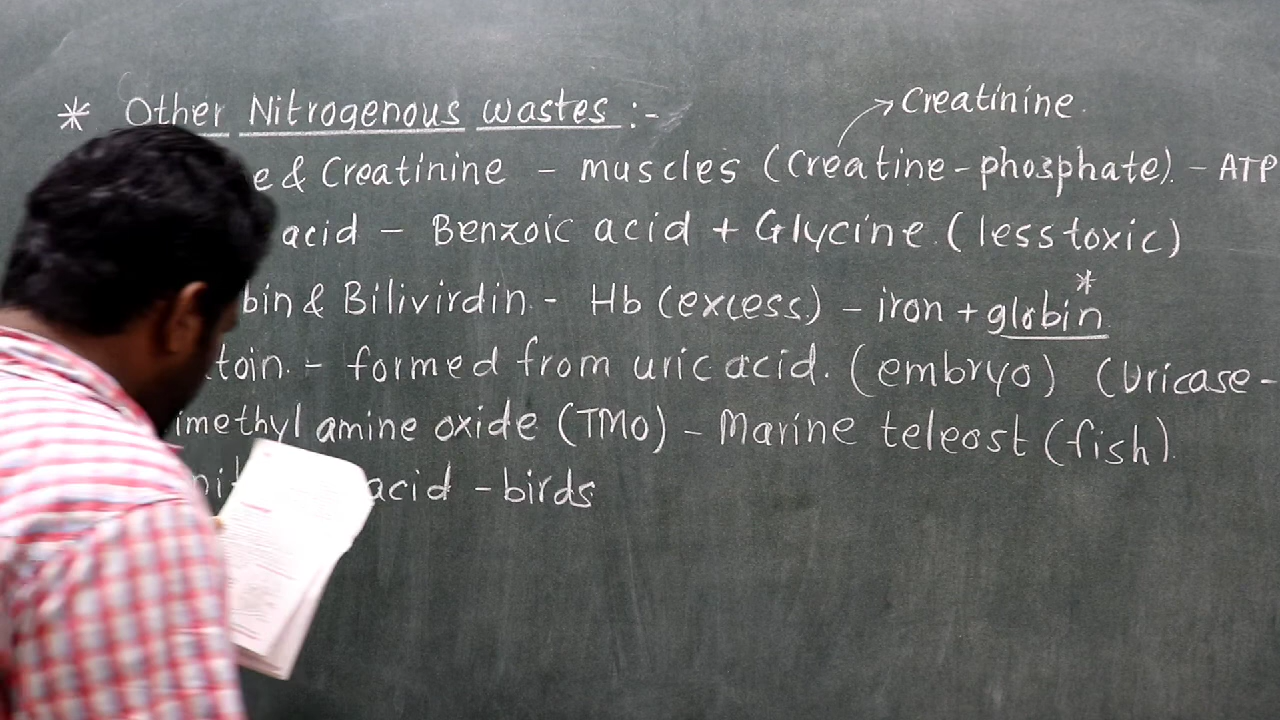 * Other Nitrogenous wastes :-
→ Creatinine.
e & Creatinine - muscles (Creatine-phosphate). - ATP
acid - Benzoic acid + Glycine. (less toxic)
bin & Bilivirdin. - Hb (excess.) - iron + globin *
toin. - formed from uric acid. (embryo) (Uricase-
imethyl amine oxide (TMO) - Marine teleost (fish).
acid - birds